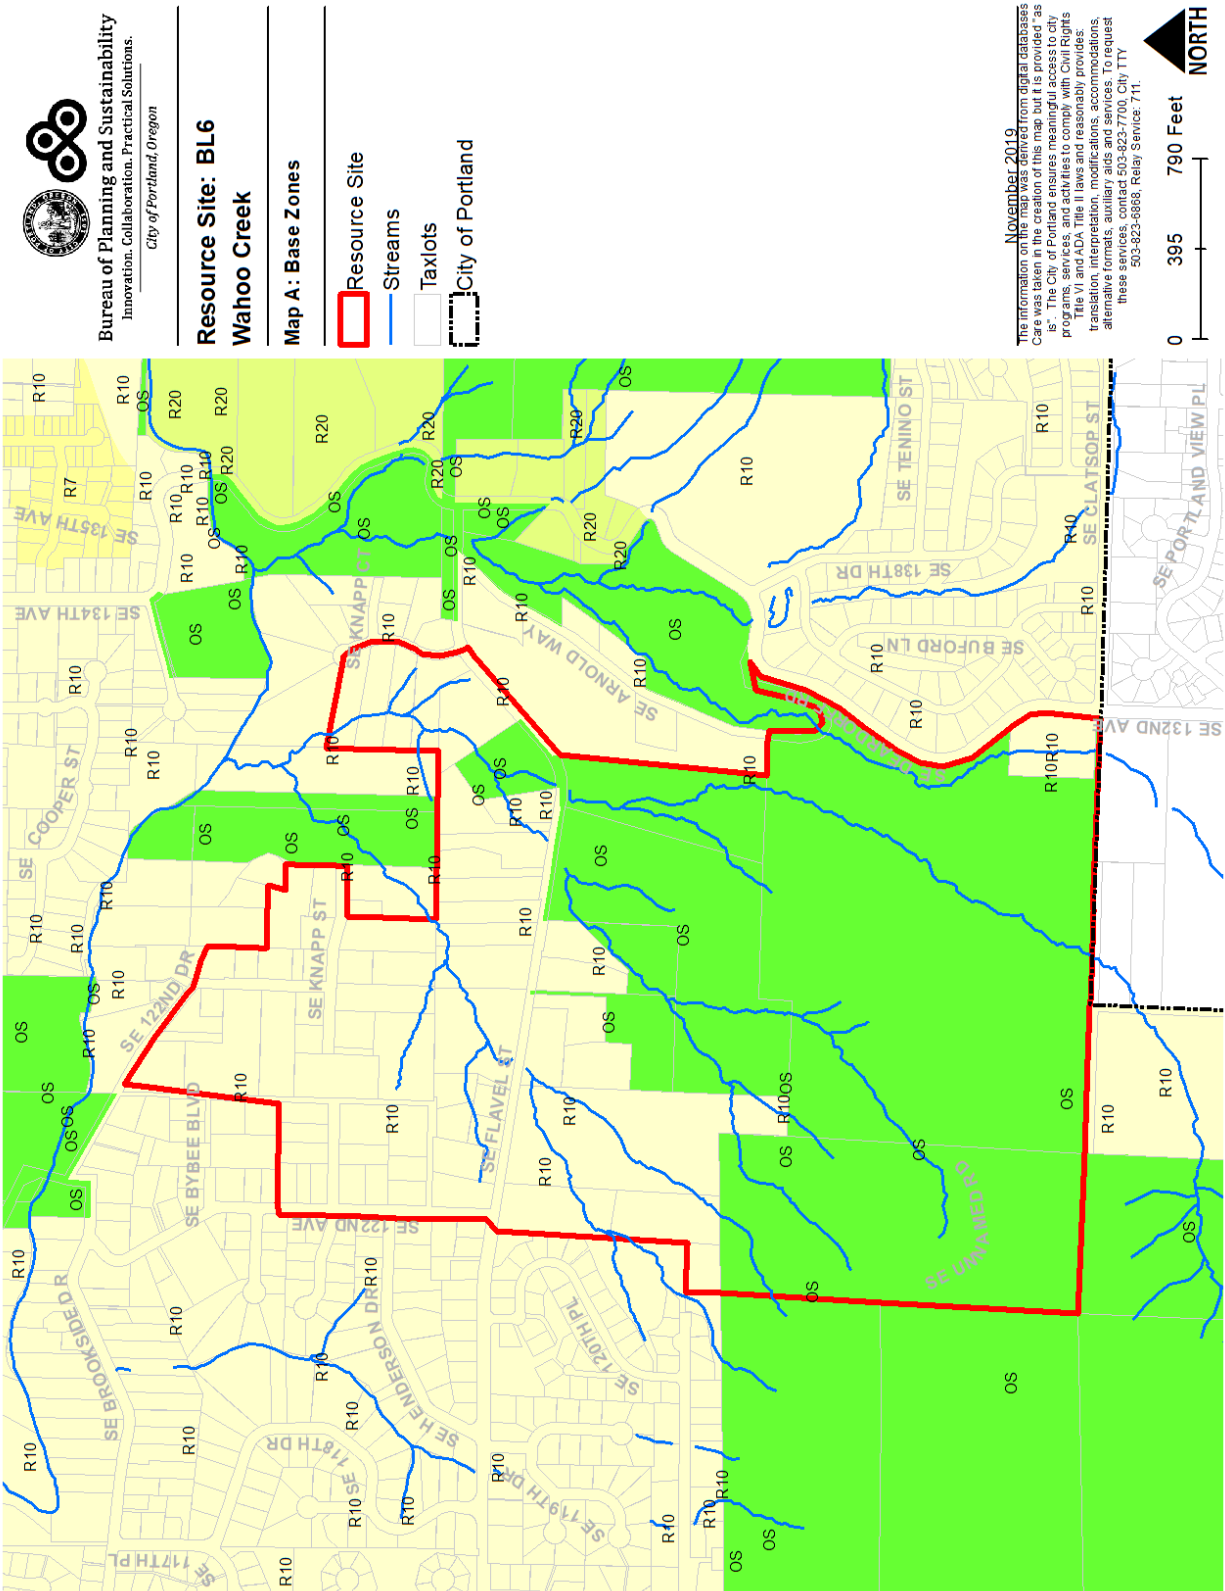 Bureau of Planning and Sustainability
Innovation. Collaboration. Practical Solutions.
City of Portland, Oregon
Resource Site: BL6
Wahoo Creek
Map A: Base Zones
Resource Site
Streams
Taxlots
City of Portland
November 2019
The information on the map was derived from digital databases
Care was taken in the creation of this map but it is provided "as
is". The City of Portland ensures meaningful access to city
programs, services, and activities to comply with Civil Rights
Title VI and ADA Title II laws and reasonably provides:
translation, interpretation, modifications, accommodations,
alternative formats, auxiliary aids and services. To request
these services, contact 503-823-7700, City TTY
503-823-6868, Relay Service: 711.
0 395 790 Feet
NORTH
SE 117TH PL
SE BROOKSIDE DR
SE 118TH DR
SE HENDERSON DR
SE 119TH DR
SE 120TH PL
SE 122ND AVE
SE BYBEE BLVD
SE 122ND DR
SE KNAPP ST
SE FLAVEL ST
SE COOPER ST
SE UNNAMED RD
SE 134TH AVE
SE 135TH AVE
SE KNAPP CT
SE ARNOLD WAY
SE BUFORD LN
SE 138TH DR
SE TENINO ST
SE CLATSOP ST
SE 132ND AVE
SE PORTLAND VIEW PL
R7
R10
R20
OS